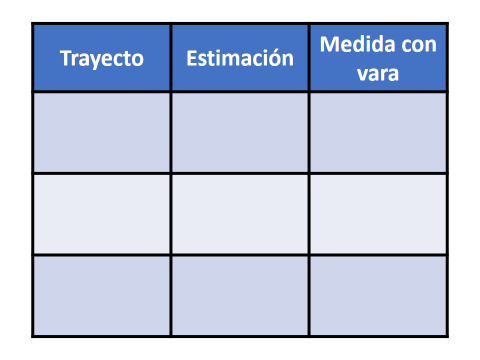 Trayecto
Estimación
Medida con
vara